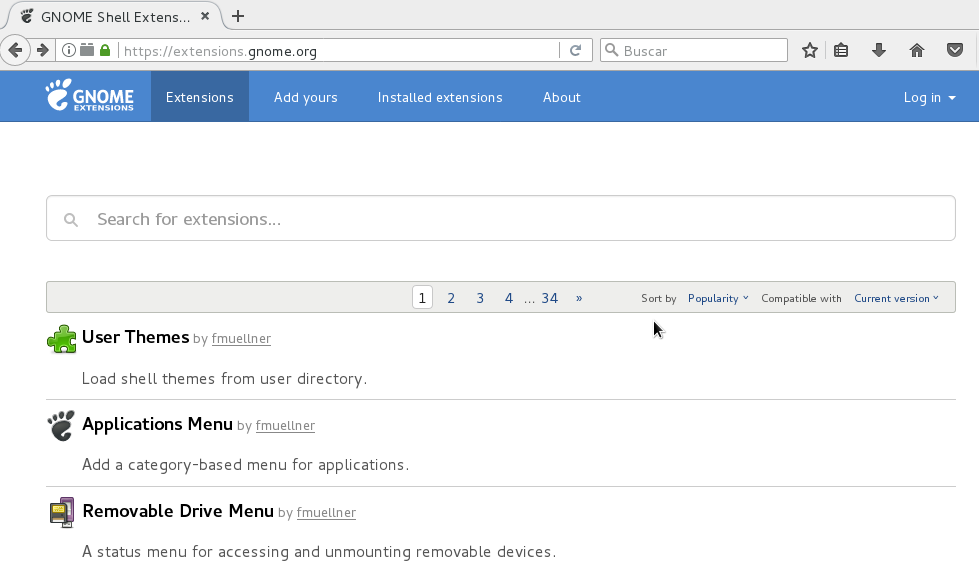 GNOME Shell Extens...
https://extensions.gnome.org
Buscar
GNOME
EXTENSIONS
Extensions Add yours Installed extensions About Log in
Search for extensions...
1 2 3 4 ... 34 » Sort by Popularity Compatible with Current version
User Themes by fmuellner
Load shell themes from user directory.
Applications Menu by fmuellner
Add a category-based menu for applications.
Removable Drive Menu by fmuellner
A status menu for accessing and unmounting removable devices.